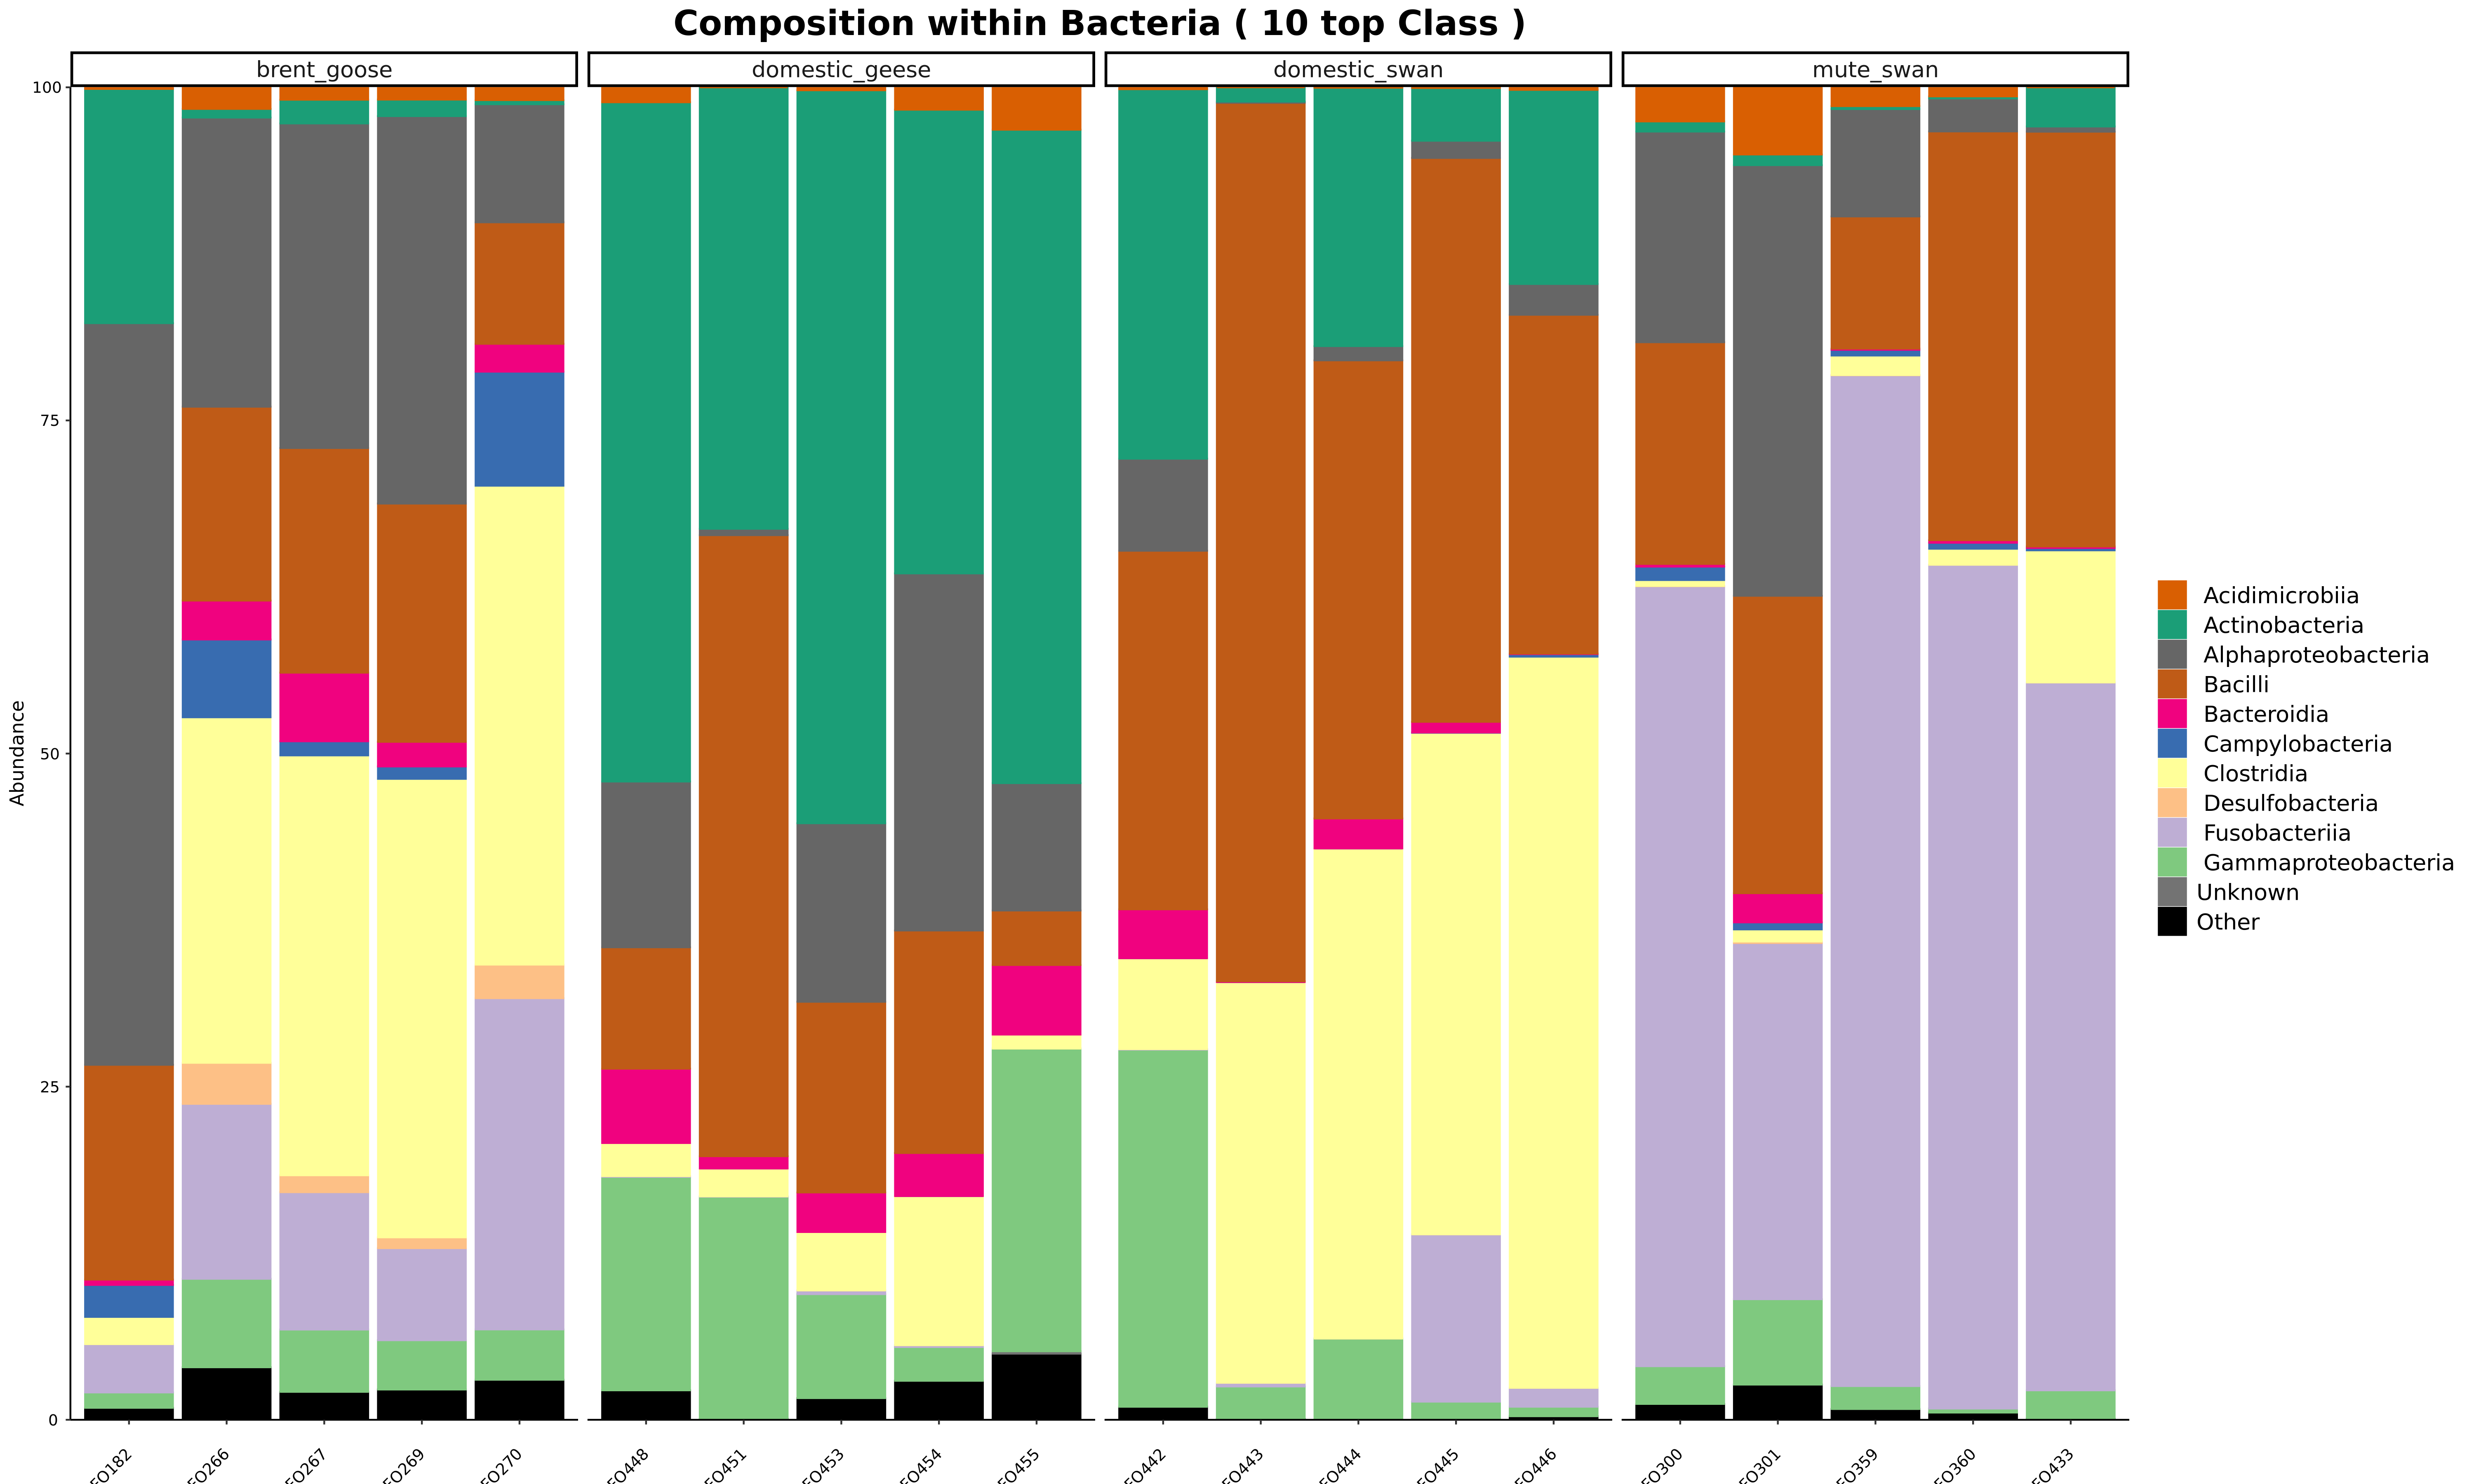 Composition within Bacteria ( 10 top Class )
brent_goose domestic_geese domestic_swan mute_swan
100
75
50
25
0
Abundance
FO182 FO266 FO267 FO269 FO270 FO448 FO451 FO453 FO454 FO455 FO442 FO443 FO444 FO445 FO446 FO300 FO301 FO359 FO360 FO433
Acidimicrobiia
Actinobacteria
Alphaproteobacteria
Bacilli
Bacteroidia
Campylobacteria
Clostridia
Desulfobacteria
Fusobacteriia
Gammaproteobacteria
Unknown
Other